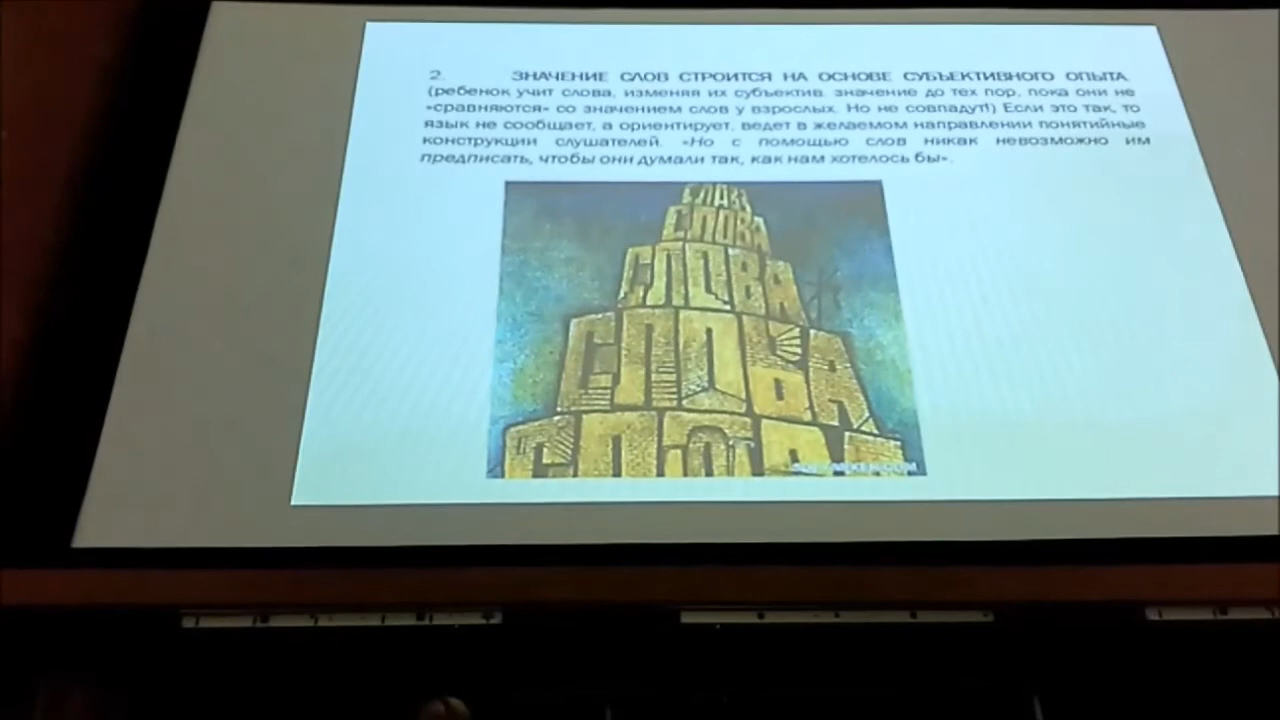 2. ЗНАЧЕНИЕ СЛОВ СТРОИТСЯ НА ОСНОВЕ СУБЪЕКТИВНОГО ОПЫТА
(ребенок учит слова, изменяя их субъектив. значение до тех пор, пока они не
«сравняются» со значением слов у взрослых. Но не совпадут!) Если это так, то
язык не сообщает, а ориентирует, ведет в желаемом направлении понятийные
конструкции слушателей. «Но с помощью слов никак невозможно им
предписать, чтобы они думали так, как нам хотелось бы».
СЛОВА
СЛОВА
СЛОВА
СЛОВА